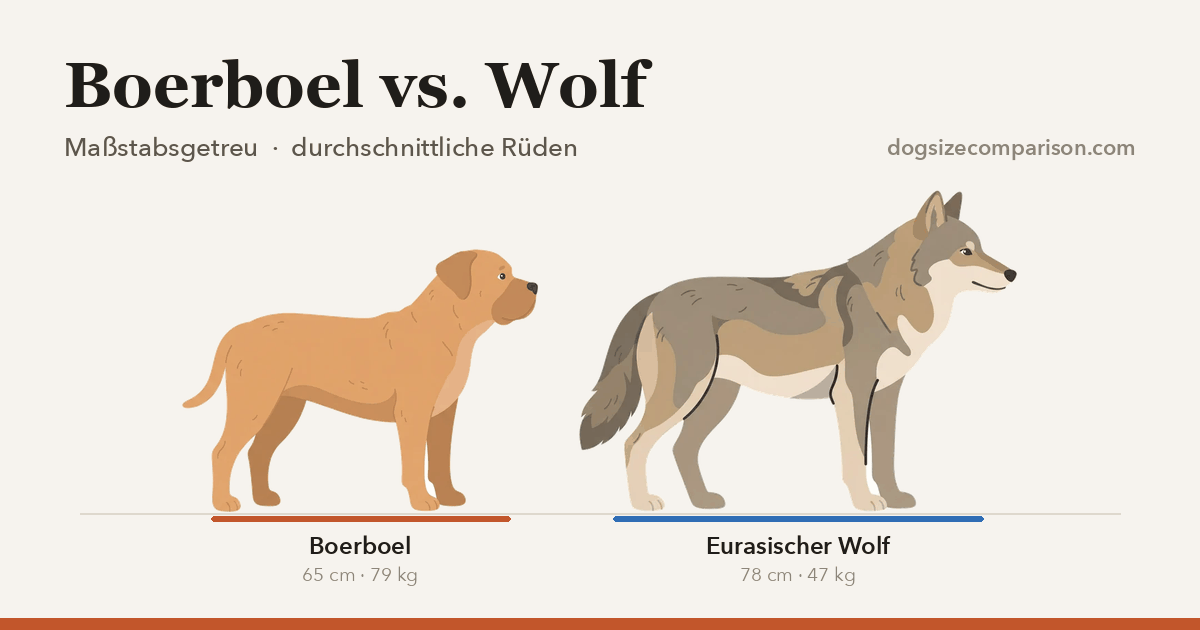 Boerboel vs. Wolf
Maßstabsgetreu · durchschnittliche Rüden
dogsizecomparison.com
Boerboel
65 cm · 79 kg
Eurasischer Wolf
78 cm · 47 kg